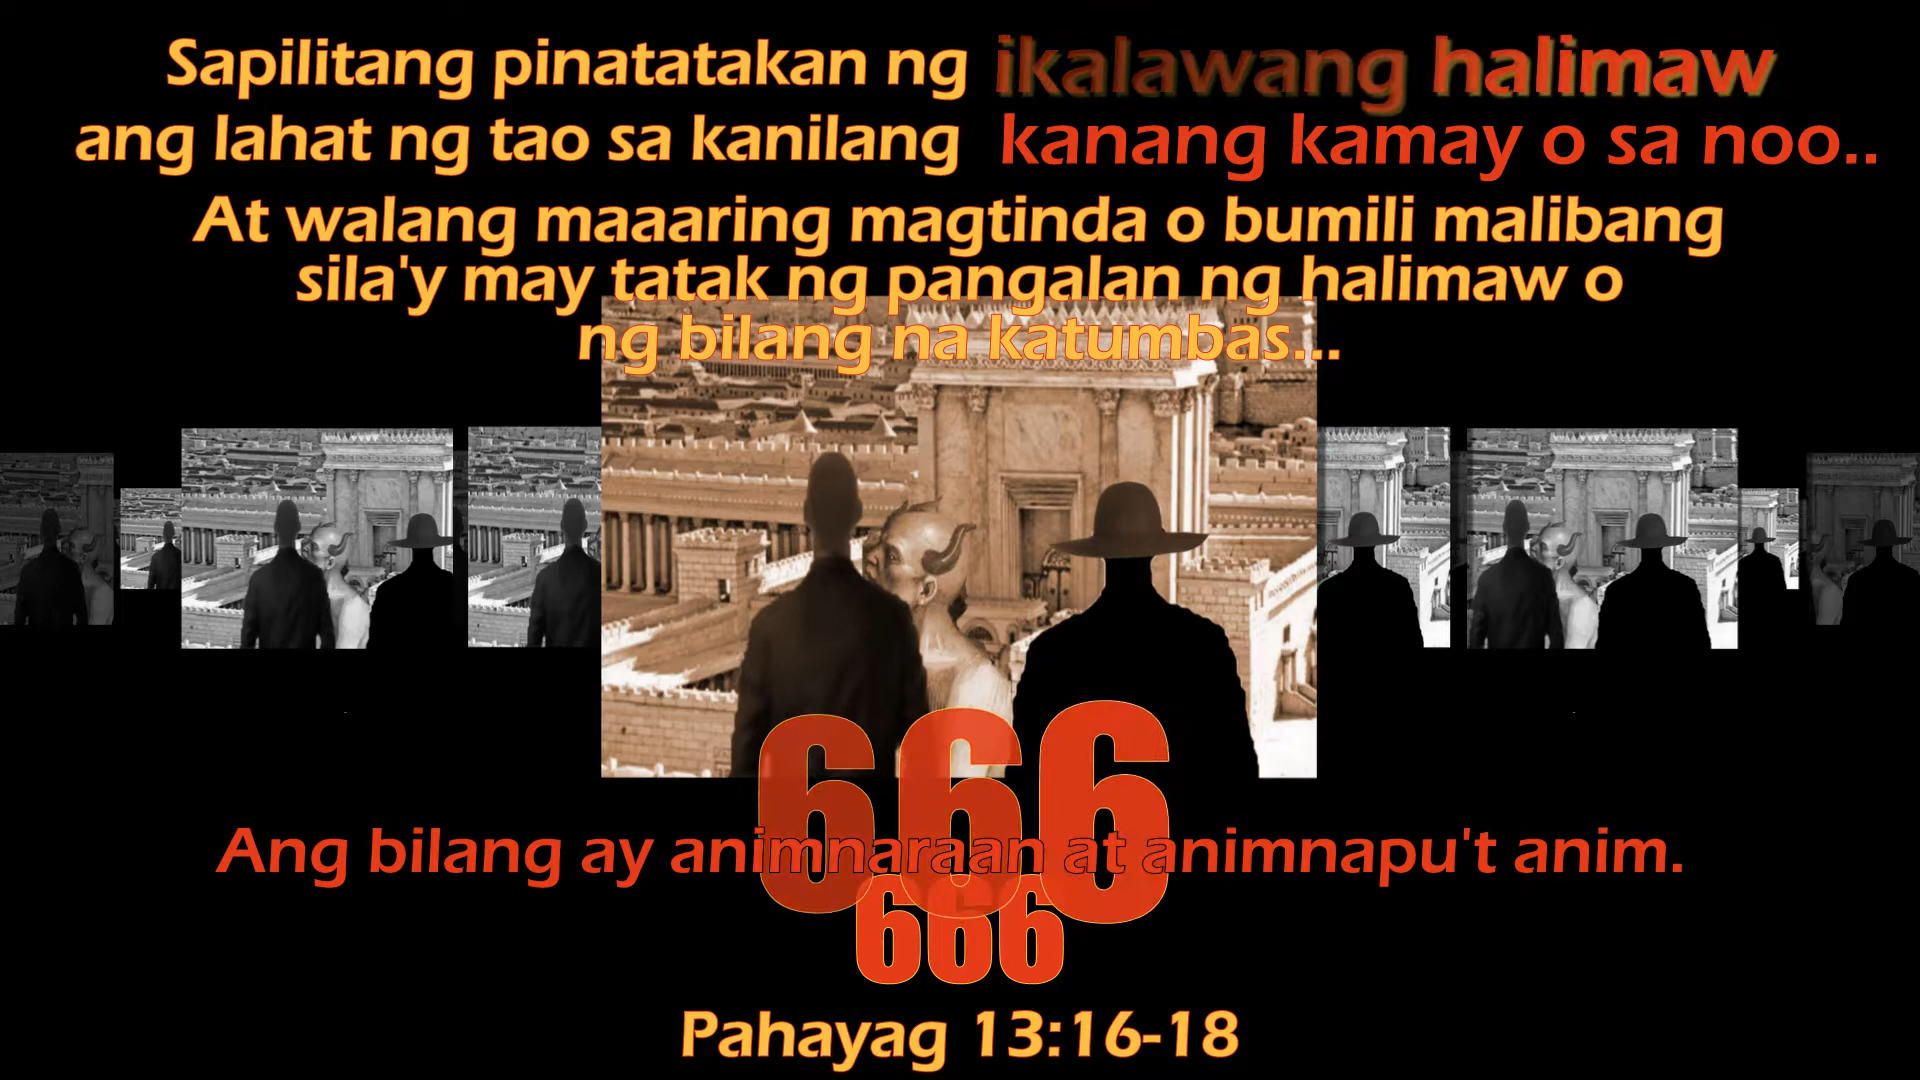 Sapilitang pinatatakan ng ikalawang halimaw
ang lahat ng tao sa kanilang kanang kamay o sa noo..
At walang maaaring magtinda o bumili malibang
sila'y may tatak ng pangalan ng halimaw o
ng bilang na katumbas...
666
Ang bilang ay animnaraan at animnapu't anim.
666
Pahayag 13:16-18